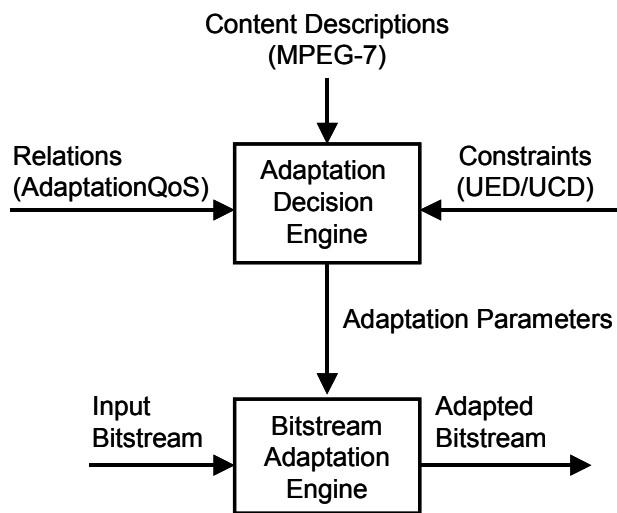 Content Descriptions
(MPEG-7)
Relations
(AdaptationQoS)
Adaptation
Decision
Engine
Constraints
(UED/UCD)
Adaptation Parameters
Input
Bitstream
Bitstream
Adaptation
Engine
Adapted
Bitstream